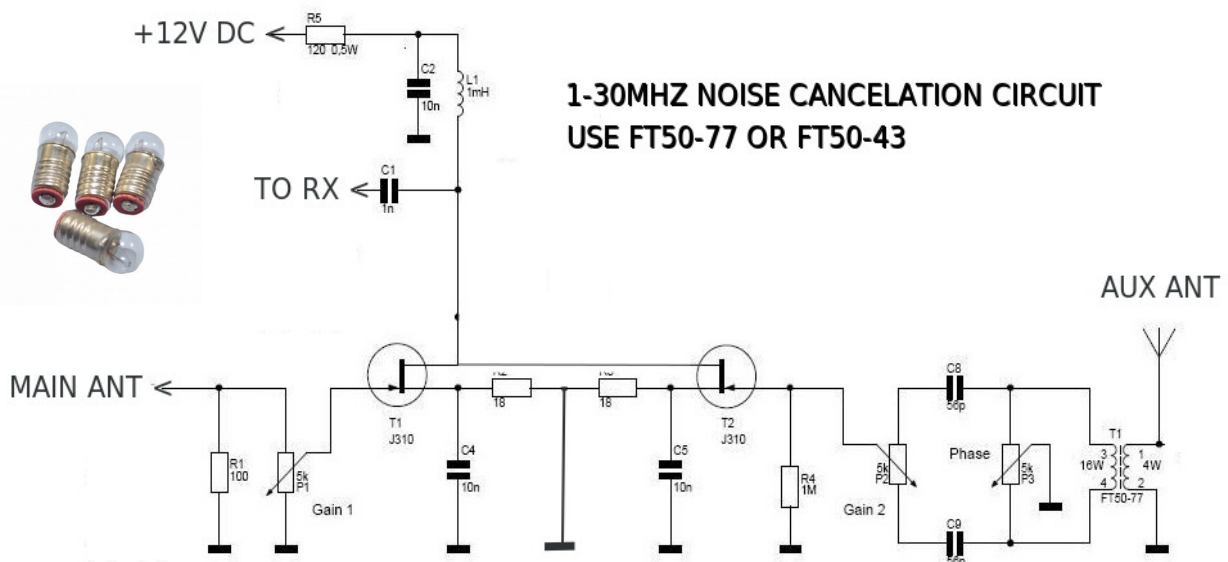 R5
+12V DC
120 0,5W
C2
10n
L1
1mH
1-30MHZ NOISE CANCELATION CIRCUIT
USE FT50-77 OR FT50-43
C1
TO RX
1n
AUX ANT
MAIN ANT
R2
18
R3
18
T1
J310
T2
J310
C8
56p
R1
100
5k
P1
Gain 1
C4
10n
C5
10n
R4
1M
5k
P2
Gain 2
Phase
5k
P3
T1
3
1
16W
4W
4
2
FT50-77
C9
56p